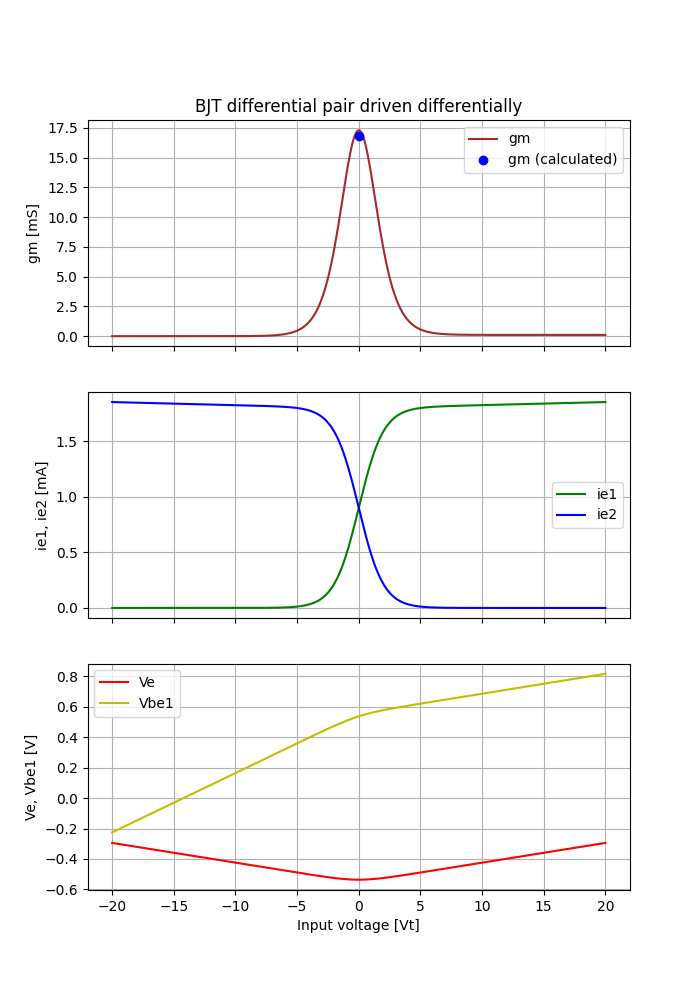 BJT differential pair driven differentially
17.5
15.0
12.5
10.0
7.5
5.0
2.5
0.0
gm [mS]
gm
gm (calculated)
1.5
1.0
0.5
0.0
ie1, ie2 [mA]
ie1
ie2
0.8
0.6
0.4
0.2
0.0
−0.2
−0.4
−0.6
Ve, Vbe1 [V]
Ve
Vbe1
−20 −15 −10 −5 0 5 10 15 20
Input voltage [Vt]